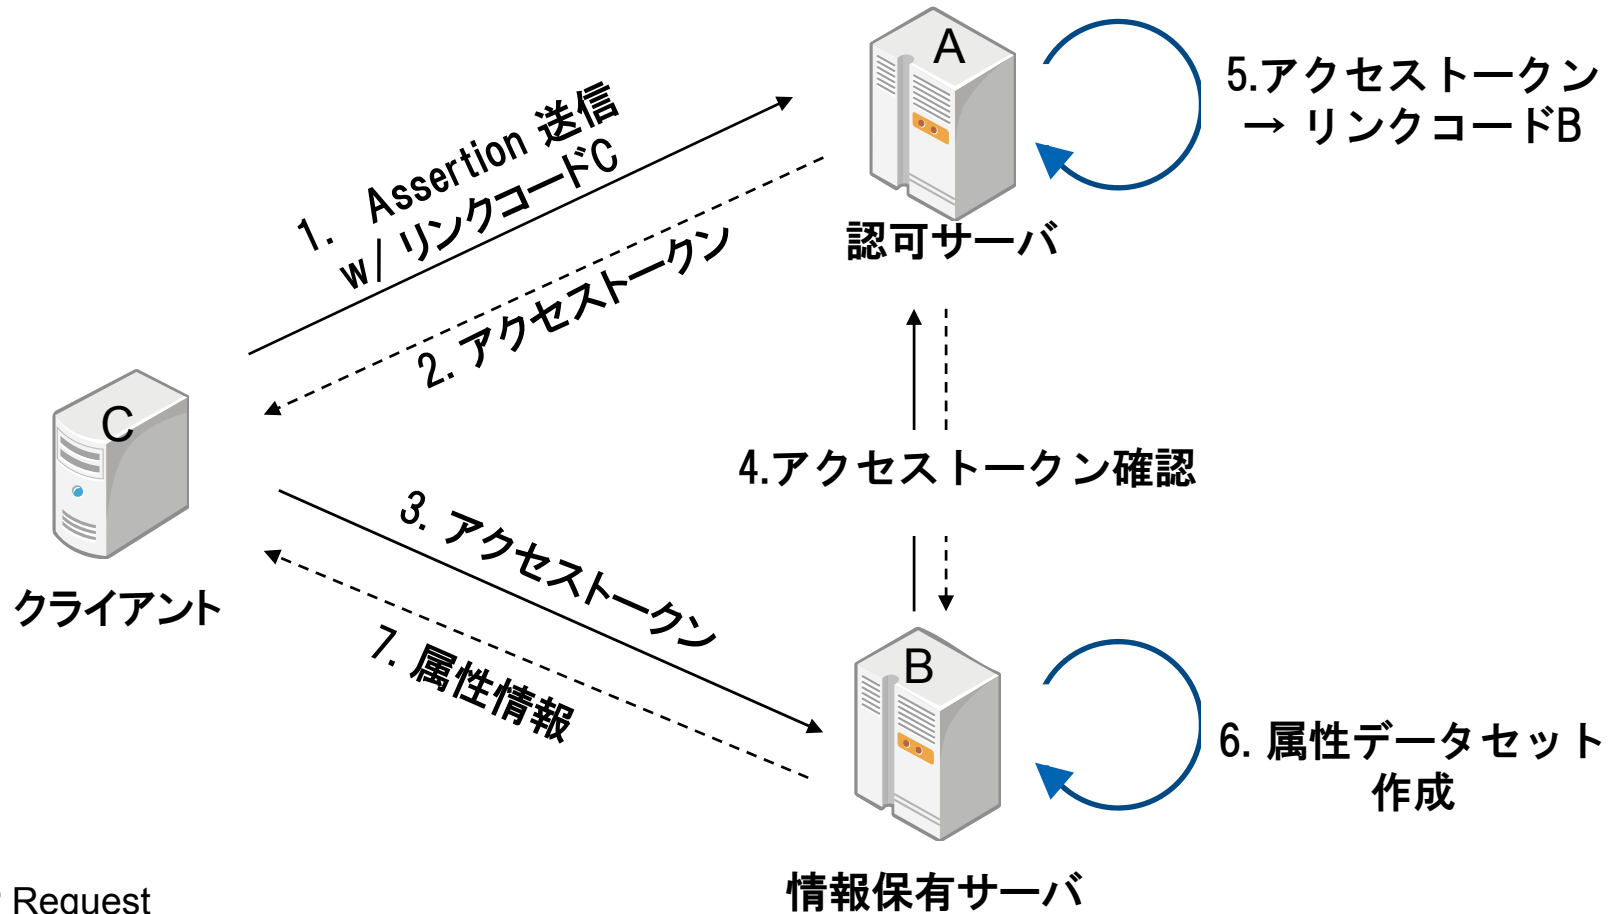 A
5.アクセストークン
→ リンクコードB
1. Assertion 送信
w/ リンクコードC
認可サーバ
2. アクセストークン
C
4.アクセストークン確認
3. アクセストークン
クライアント
7. 属性情報
B
6. 属性データセット
作成
情報保有サーバ
Request